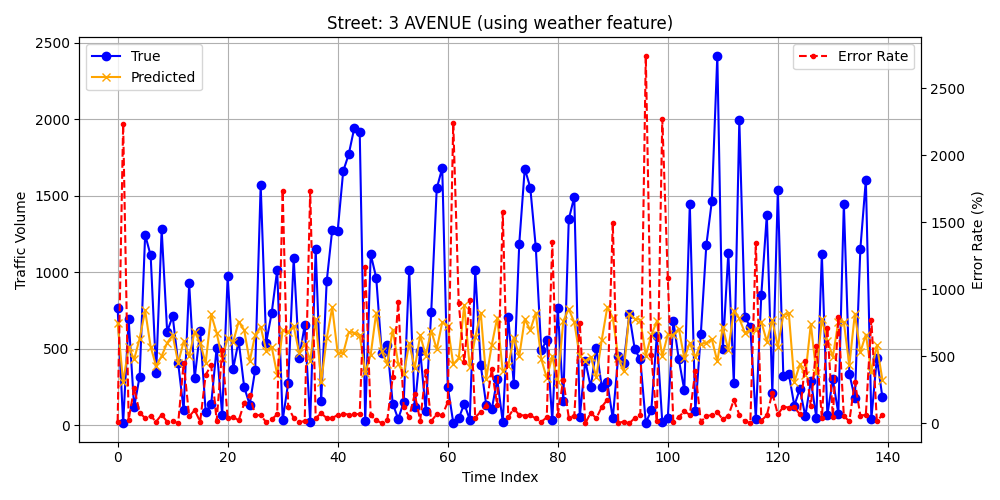 Street: 3 AVENUE (using weather feature)
True
Predicted
Error Rate
2500
2000
1500
1000
500
0
Traffic Volume
2500
2000
1500
1000
500
0
Error Rate (%)
0 20 40 60 80 100 120 140
Time Index